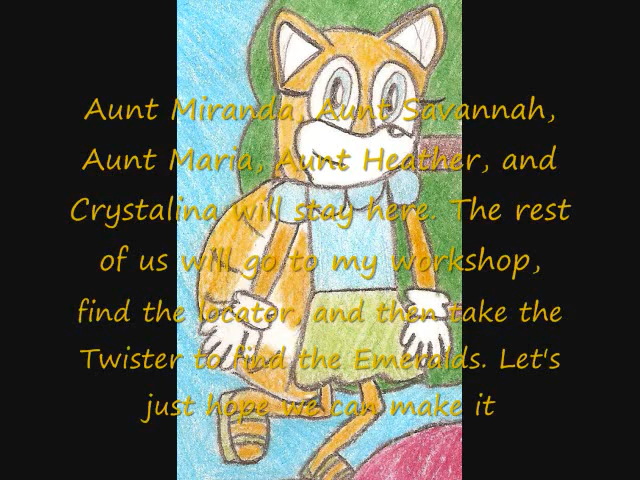 Aunt Miranda, Aunt Savannah,
Aunt Maria, Aunt Heather, and
Crystalina will stay here. The rest
of us will go to my workshop,
find the locator, and then take the
Twister to find the Emeralds. Let's
just hope we can make it